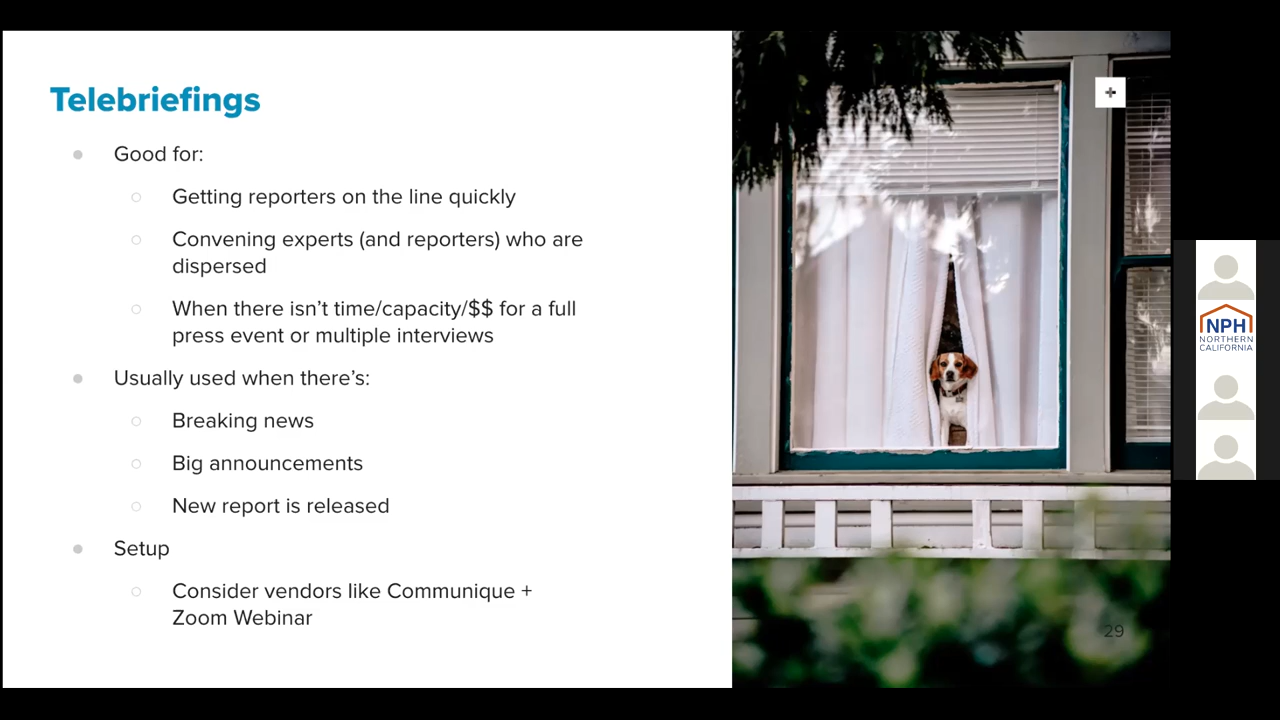 Telebriefings
Good for:
Getting reporters on the line quickly
Convening experts (and reporters) who are
dispersed
When there isn’t time/capacity/$$ for a full
press event or multiple interviews
Usually used when there’s:
Breaking news
Big announcements
New report is released
Setup
Consider vendors like Communique +
Zoom Webinar
29
NPH
NORTHERN
CALIFORNIA